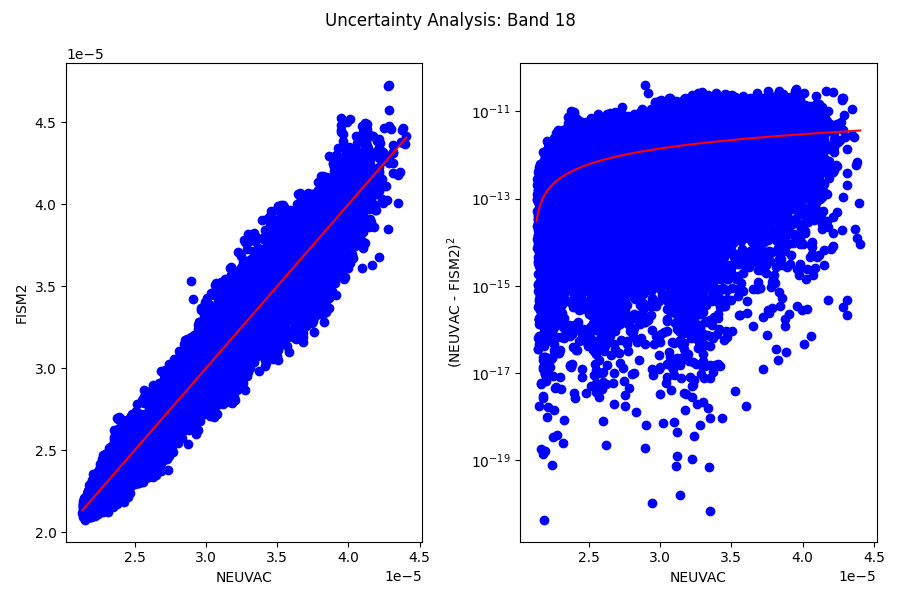 Uncertainty Analysis: Band 18
1e−5
4.5
4.0
3.5
3.0
2.5
2.0
FISM2
2.5 3.0 3.5 4.0 4.5
1e−5
NEUVAC
10⁻¹¹
10⁻¹³
10⁻¹⁵
10⁻¹⁷
10⁻¹⁹
(NEUVAC - FISM2)²
2.5 3.0 3.5 4.0 4.5
1e−5
NEUVAC